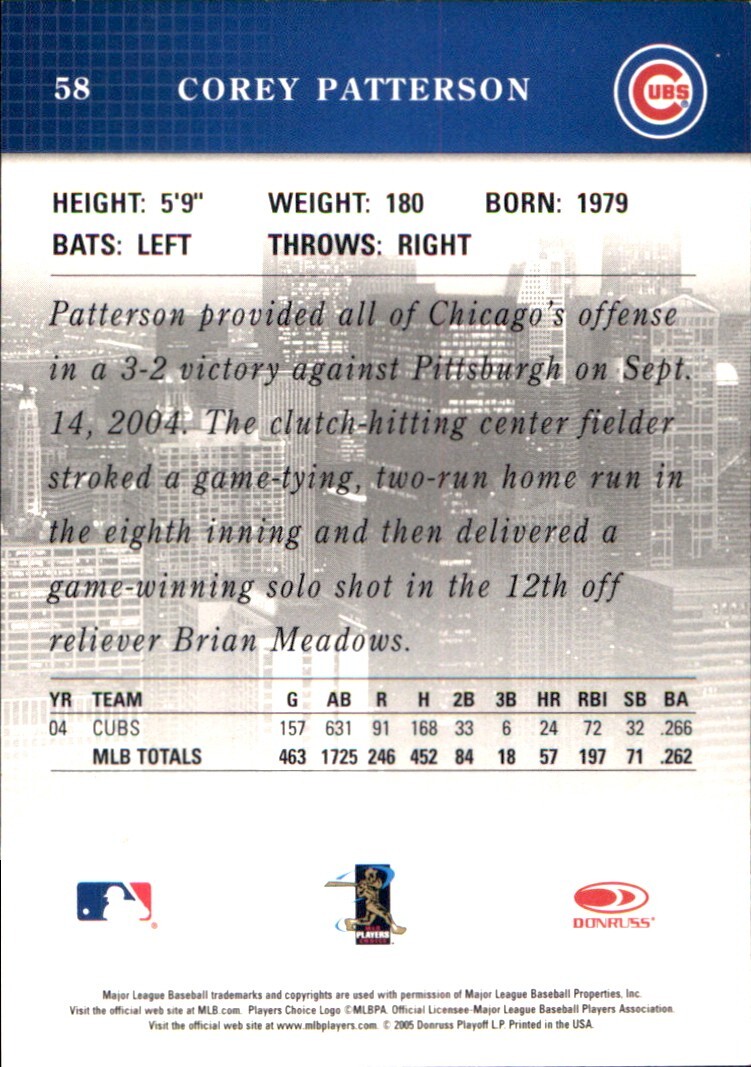 58 COREY PATTERSON
CUBS
HEIGHT: 5'9" WEIGHT: 180 BORN: 1979
BATS: LEFT THROWS: RIGHT
Patterson provided all of Chicago's offense
in a 3-2 victory against Pittsburgh on Sept.
14, 2004. The clutch-hitting center fielder
stroked a game-tying, two-run home run in
the eighth inning and then delivered a
game-winning solo shot in the 12th off
reliever Brian Meadows.
YR TEAM G AB R H 2B 3B HR RBI SB BA
04 CUBS 157 631 91 168 33 6 24 72 32 .266
MLB TOTALS 463 1725 246 452 84 18 57 197 71 .262
MLB
PLAYERS
CHOICE
DONRUSS
Major League Baseball trademarks and copyrights are used with permission of Major League Baseball Properties, Inc.
Visit the official web site at MLB.com. Players Choice Logo ©MLBPA. Official Licensee-Major League Baseball Players Association.
Visit the official web site at www.mlbplayers.com. © 2005 Donruss Playoff L.P. Printed in the USA.